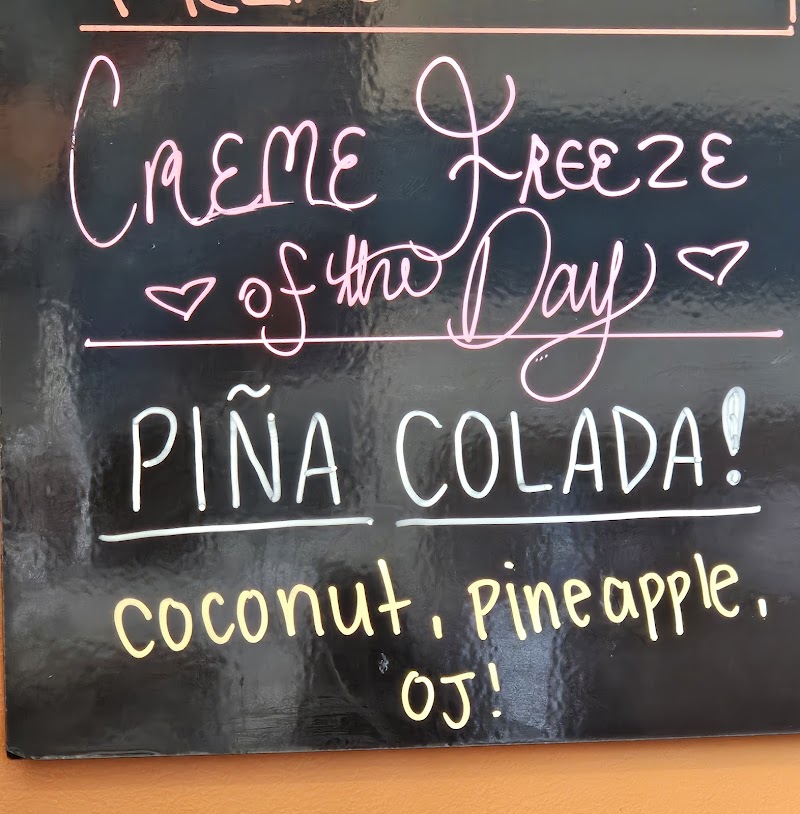 CREME FREEZE
of the Day
PIÑA COLADA!
coconut, pineapple,
OJ!